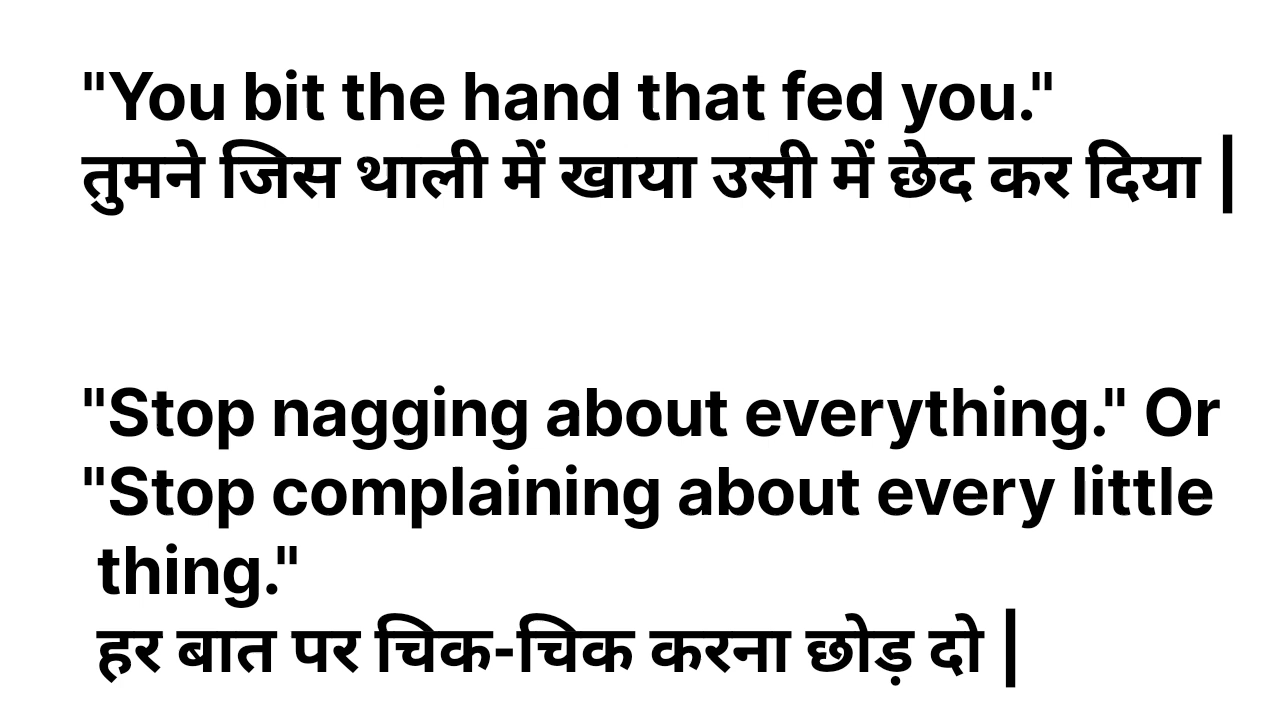 "You bit the hand that fed you."
तुमने जिस थाली में खाया उसी में छेद कर दिया |
"Stop nagging about everything." Or
"Stop complaining about every little
thing."
हर बात पर चिक-चिक करना छोड़ दो |